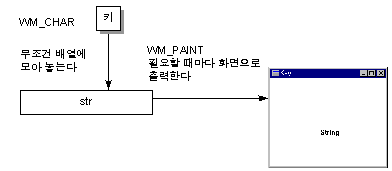 키
WM_CHAR
무조건 배열에
모아 놓는다
WM_PAINT
필요할 때마다 화면으로
출력한다
str
Key
String